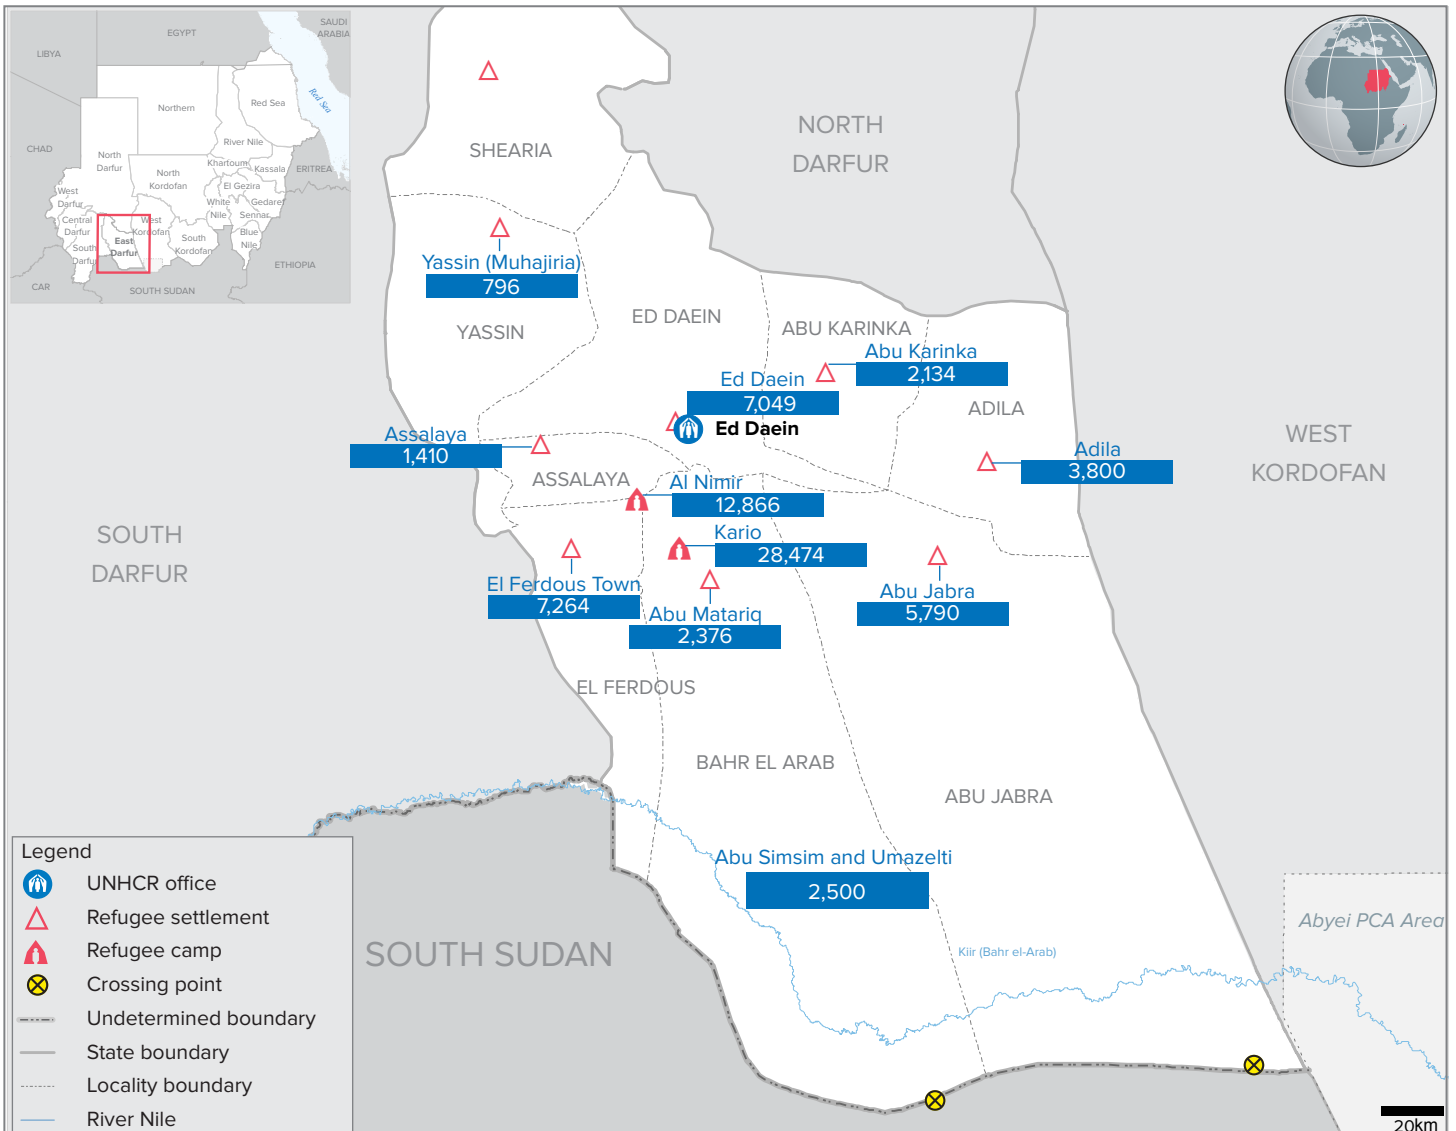 EGYPT
SAUDI
ARABIA
LIBYA
Red Sea
Northern
Red Sea
River Nile
CHAD
North
Darfur
Khartoum
Kassala
ERITREA
North
Kordofan
El Gezira
West
Darfur
White
Nile
Gedaref
Sennar
Central
Darfur
West
Kordofan
East
Darfur
South
Kordofan
Blue
Nile
South
Darfur
ETHIOPIA
CAR
SOUTH SUDAN
NORTH
DARFUR
SHEARIA
Yassin (Muhajiria)
796
YASSIN
ED DAEIN
ABU KARINKA
Abu Karinka
2,134
Ed Daein
7,049
Ed Daein
ADILA
Assalaya
1,410
Adila
3,800
WEST
KORDOFAN
ASSALAYA
Al Nimir
12,866
Kario
28,474
SOUTH
DARFUR
El Ferdous Town
7,264
Abu Matariq
2,376
Abu Jabra
5,790
EL FERDOUS
BAHR EL ARAB
ABU JABRA
Abu Simsim and Umazelti
2,500
Abyei PCA Area
SOUTH SUDAN
Kiir (Bahr el-Arab)
Legend
UNHCR office
Refugee settlement
Refugee camp
Crossing point
Undetermined boundary
State boundary
Locality boundary
River Nile
20km